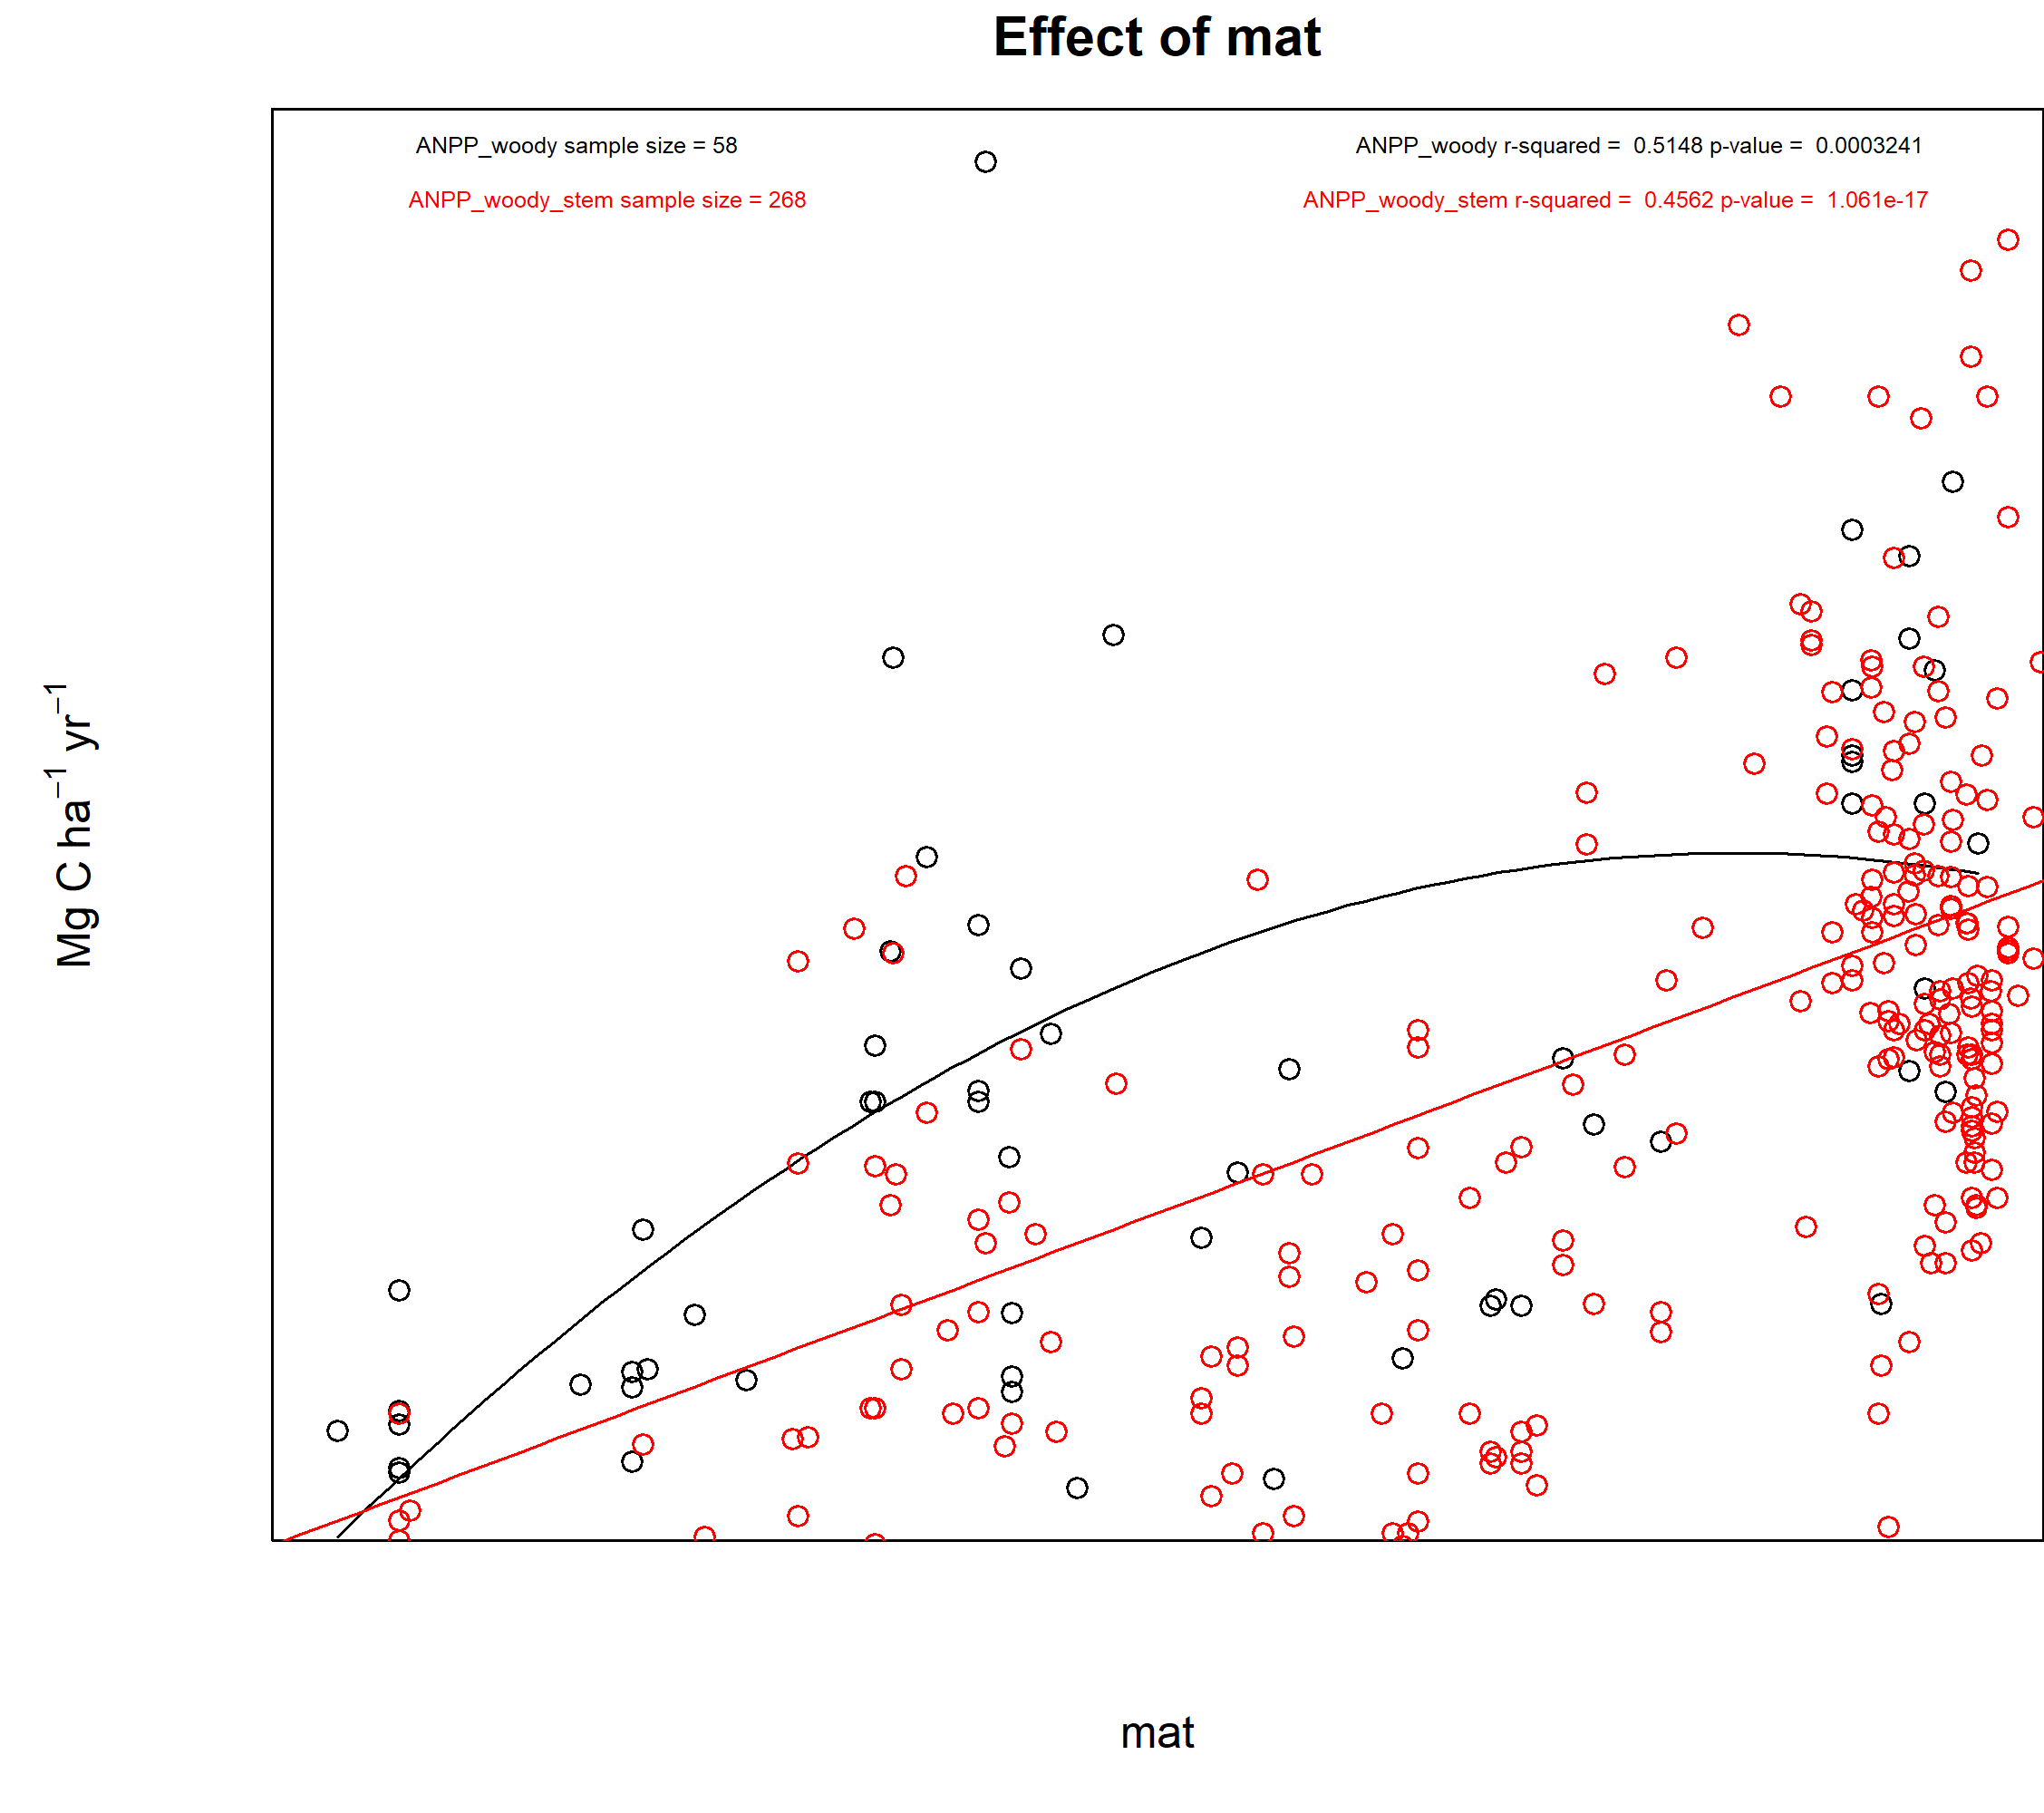 Effect of mat
ANPP_woody sample size = 58
ANPP_woody r-squared =  0.5148 p-value =  0.0003241
ANPP_woody_stem sample size = 268
ANPP_woody_stem r-squared =  0.4562 p-value =  1.061e-17
Mg C ha⁻¹ yr⁻¹
mat